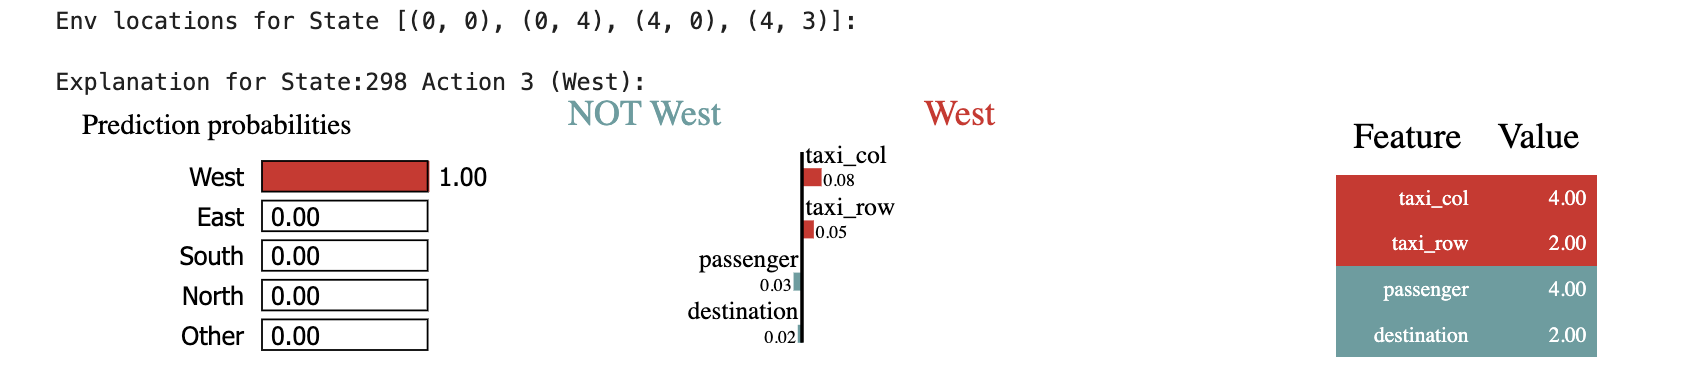 Env locations for State [(0, 0), (0, 4), (4, 0), (4, 3)]:
Explanation for State:298 Action 3 (West):
Prediction probabilities
West 1.00
East 0.00
South 0.00
North 0.00
Other 0.00
NOT West West
taxi_col
0.08
taxi_row
0.05
passenger
0.03
destination
0.02
Feature Value
taxi_col 4.00
taxi_row 2.00
passenger 4.00
destination 2.00